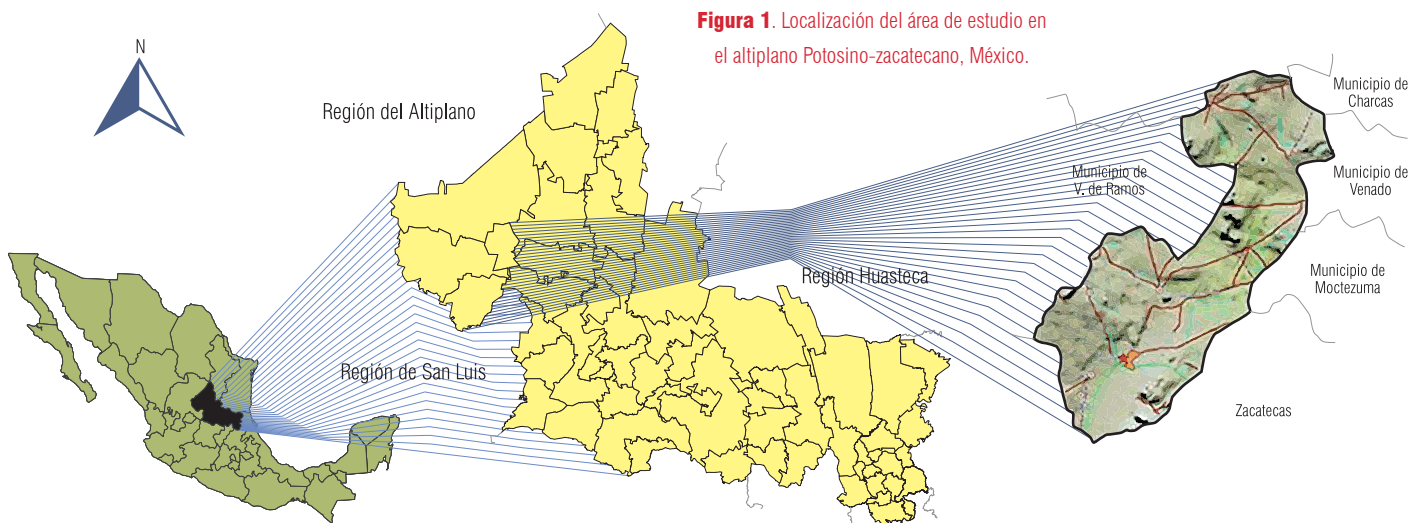 Figura 1. Localización del área de estudio en
el altiplano Potosino-zacatecano, México.
N
Región del Altiplano
Municipio de
Charcas
Municipio de
V. de Ramos
Municipio de
Venado
Región Huasteca
Municipio de
Moctezuma
Región de San Luis
Zacatecas